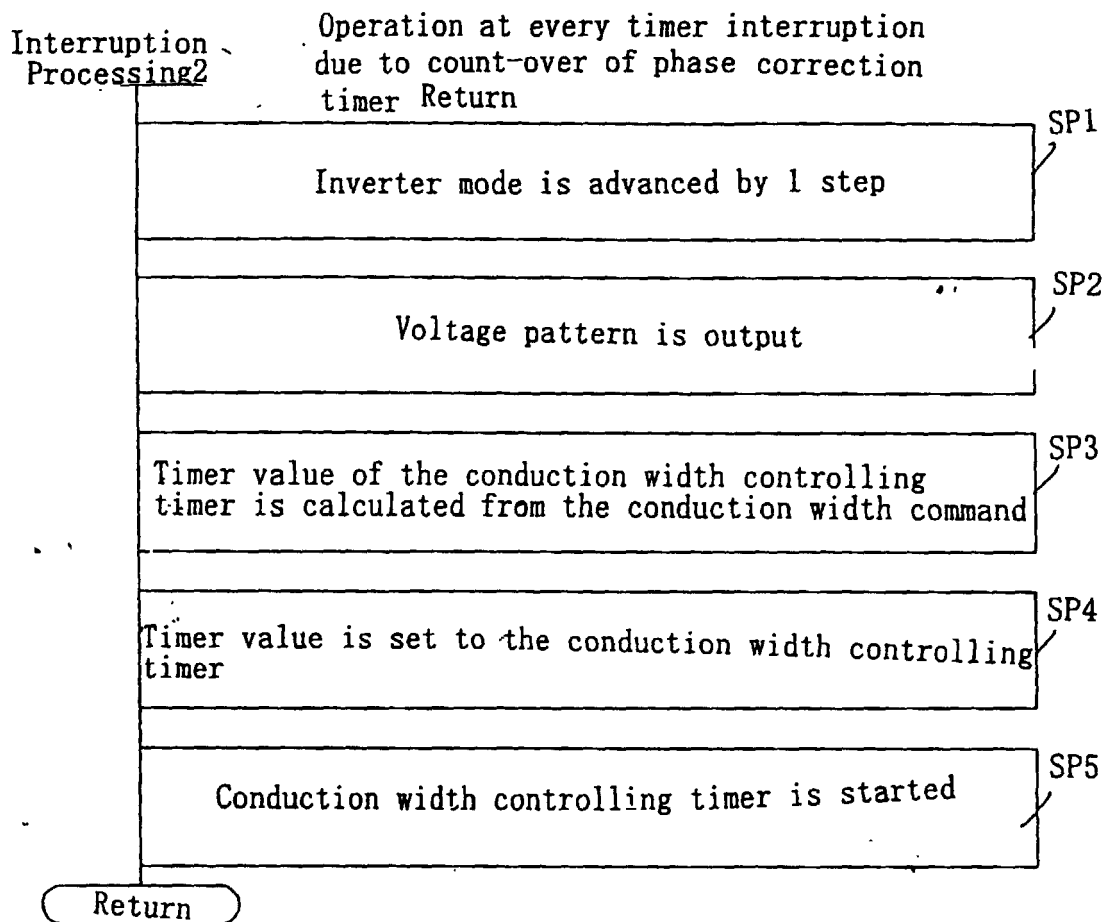 Interruption
Processing2
Operation at every timer interruption
due to count-over of phase correction
timer Return
SP1
Inverter mode is advanced by 1 step
SP2
Voltage pattern is output
SP3
Timer value of the conduction width controlling
timer is calculated from the conduction width command
SP4
Timer value is set to the conduction width controlling
timer
SP5
Conduction width controlling timer is started
Return